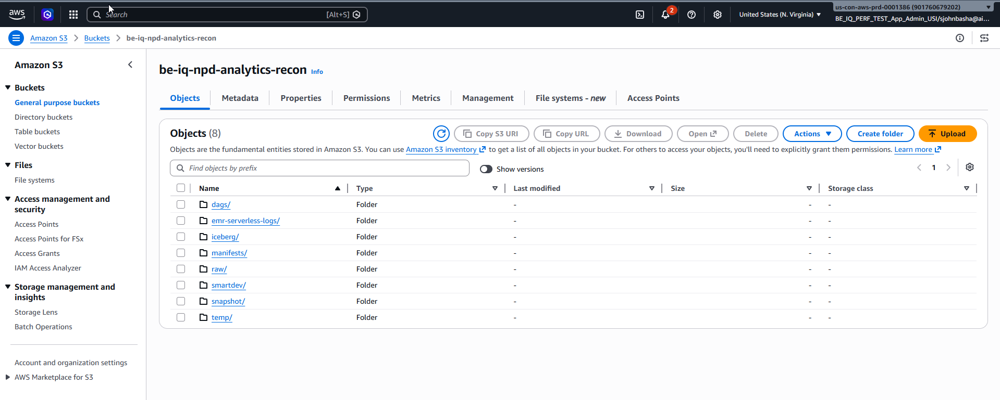 aws
Search
[Alt+S]
2
United States (N. Virginia)
us-con-aws-prd-0001386 (901760679202)
BE_IQ_PERF_TEST_App_Admin_USI/sjohnbasha@ai...
Amazon S3
Buckets
be-iq-npd-analytics-recon
Amazon S3
Buckets
General purpose buckets
Directory buckets
Table buckets
Vector buckets
Files
File systems
Access management and
security
Access Points
Access Points for FSx
Access Grants
IAM Access Analyzer
Storage management and
insights
Storage Lens
Batch Operations
Account and organization settings
AWS Marketplace for S3
be-iq-npd-analytics-recon Info
Objects
Metadata
Properties
Permissions
Metrics
Management
File systems - new
Access Points
Objects (8)
Copy S3 URI
Copy URL
Download
Open
Delete
Actions
Create folder
Upload
Objects are the fundamental entities stored in Amazon S3. You can use Amazon S3 inventory to get a list of all objects in your bucket. For others to access your objects, you'll need to explicitly grant them permissions. Learn more
Find objects by prefix
Show versions
1
Name Type Last modified Size Storage class
dags/ Folder - - -
emr-serverless-logs/ Folder - - -
iceberg/ Folder - - -
manifests/ Folder - - -
raw/ Folder - - -
smartdev/ Folder - - -
snapshot/ Folder - - -
temp/ Folder - - -